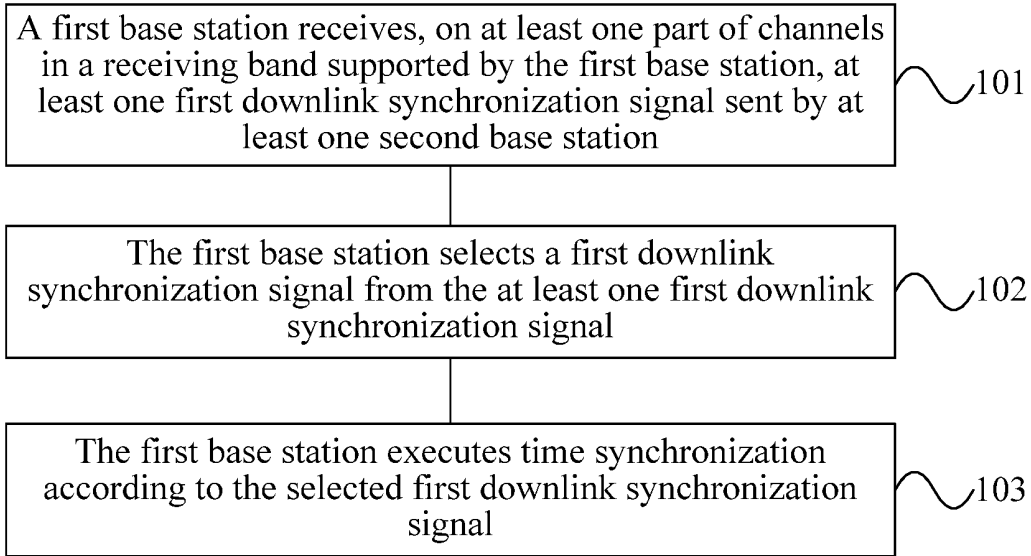 A first base station receives, on at least one part of channels
in a receiving band supported by the first base station, at
least one first downlink synchronization signal sent by at
least one second base station
101
The first base station selects a first downlink
synchronization signal from the at least one first downlink
synchronization signal
102
The first base station executes time synchronization
according to the selected first downlink synchronization
signal
103